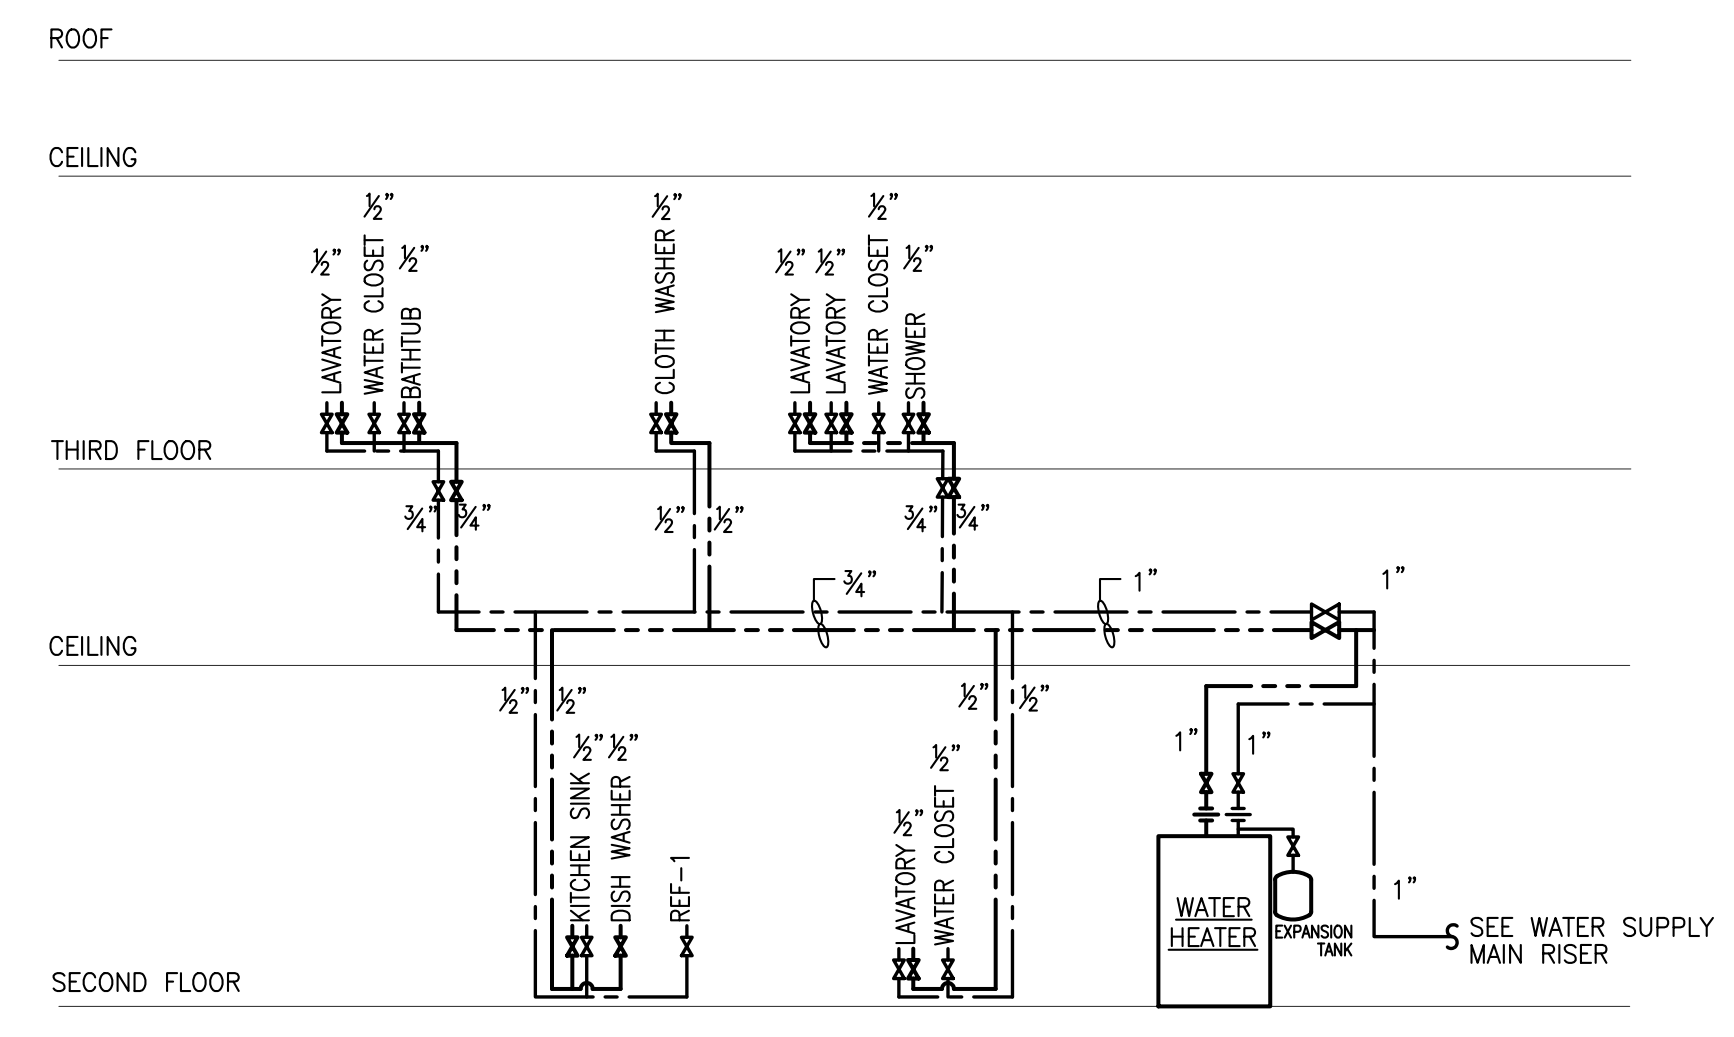 ROOF
CEILING
½"
½"
½"
½"
½"
½"
½"
½"
½"
LAVATORY
WATER CLOSET
BATHTUB
CLOTH WASHER
LAVATORY
LAVATORY
WATER CLOSET
SHOWER
THIRD FLOOR
¾"
¾"
½"
½"
¾"
¾"
¾"
1"
1"
CEILING
½"
½"
½"
½"
½"
½"
½"
1"
1"
KITCHEN SINK
DISH WASHER
REF-1
½"
LAVATORY
WATER CLOSET
1"
WATER
HEATER
EXPANSION
TANK
SEE WATER SUPPLY
MAIN RISER
SECOND FLOOR